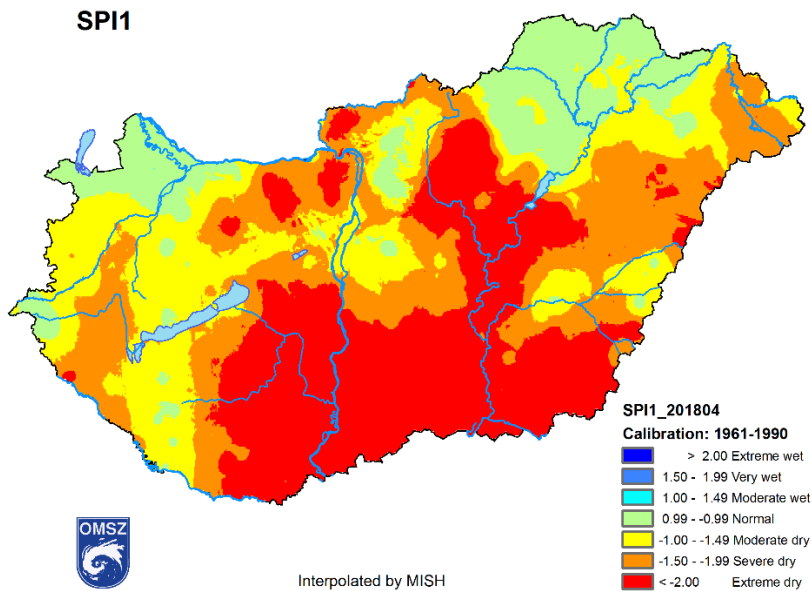 SPI1
SPI1_201804
Calibration: 1961-1990
> 2.00 Extreme wet
1.50 - 1.99 Very wet
1.00 - 1.49 Moderate wet
0.99 - -0.99 Normal
-1.00 - -1.49 Moderate dry
-1.50 - -1.99 Severe dry
< -2.00 Extreme dry
OMSZ
Interpolated by MISH